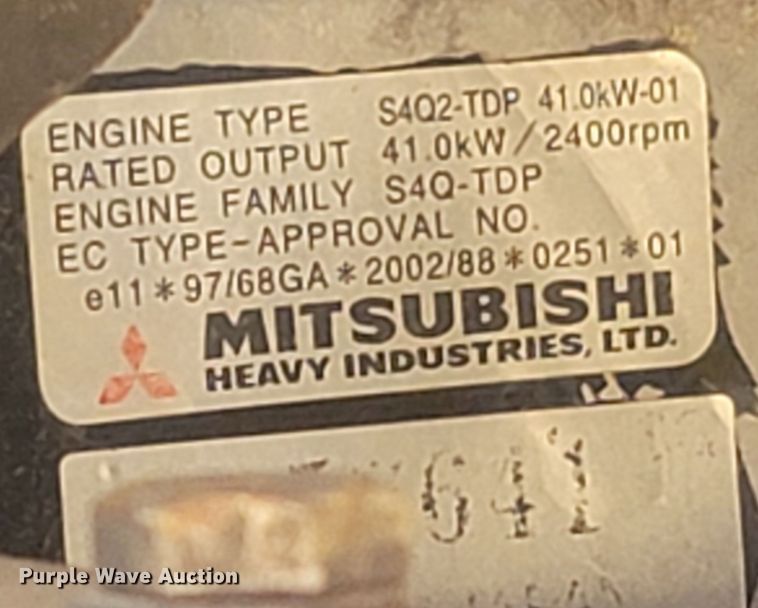 ENGINE TYPE S4Q2-TDP 41.0kW-01
RATED OUTPUT 41.0kW/2400rpm
ENGINE FAMILY S4Q-TDP
EC TYPE-APPROVAL NO.
e11*97/68GA*2002/88*0251*01
MITSUBISHI
HEAVY INDUSTRIES, LTD.
641
Purple Wave Auction